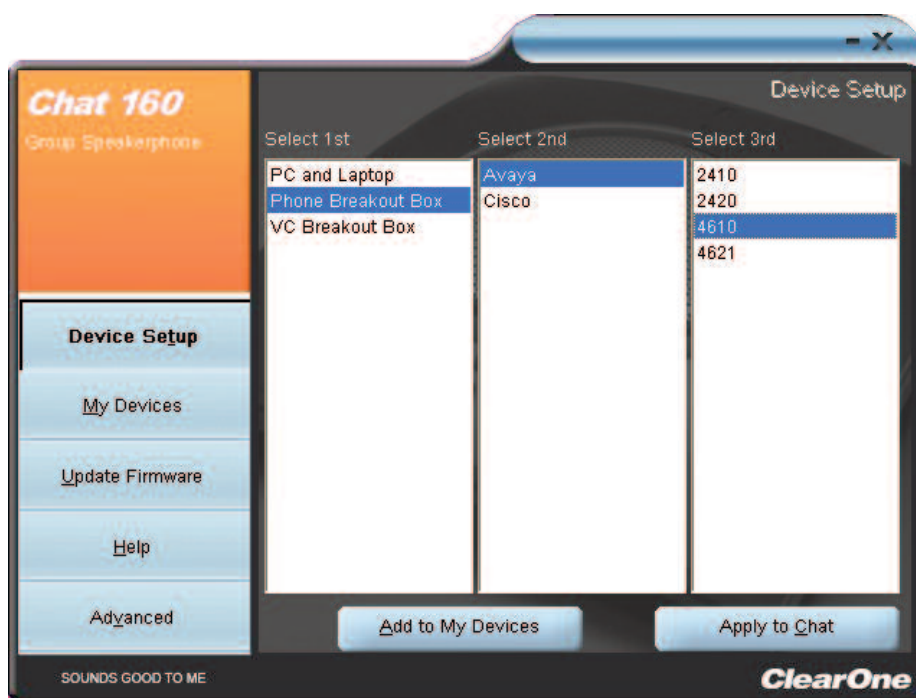 Chat 160
Group Speakerphone
Device Setup
Select 1st
Select 2nd
Select 3rd
PC and Laptop
Phone Breakout Box
VC Breakout Box
Avaya
Cisco
2410
2420
4610
4621
Device Setup
My Devices
Update Firmware
Help
Advanced
Add to My Devices
Apply to Chat
SOUNDS GOOD TO ME
ClearOne